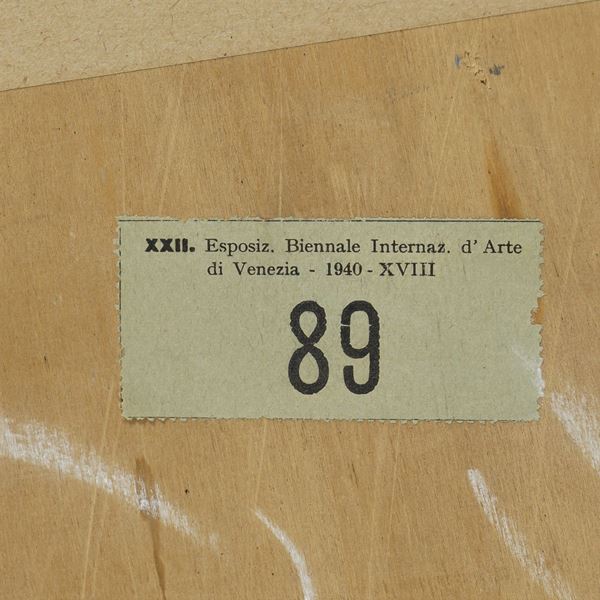 XXII. Esposiz. Biennale Internaz. d'Arte
di Venezia - 1940 - XVIII
89